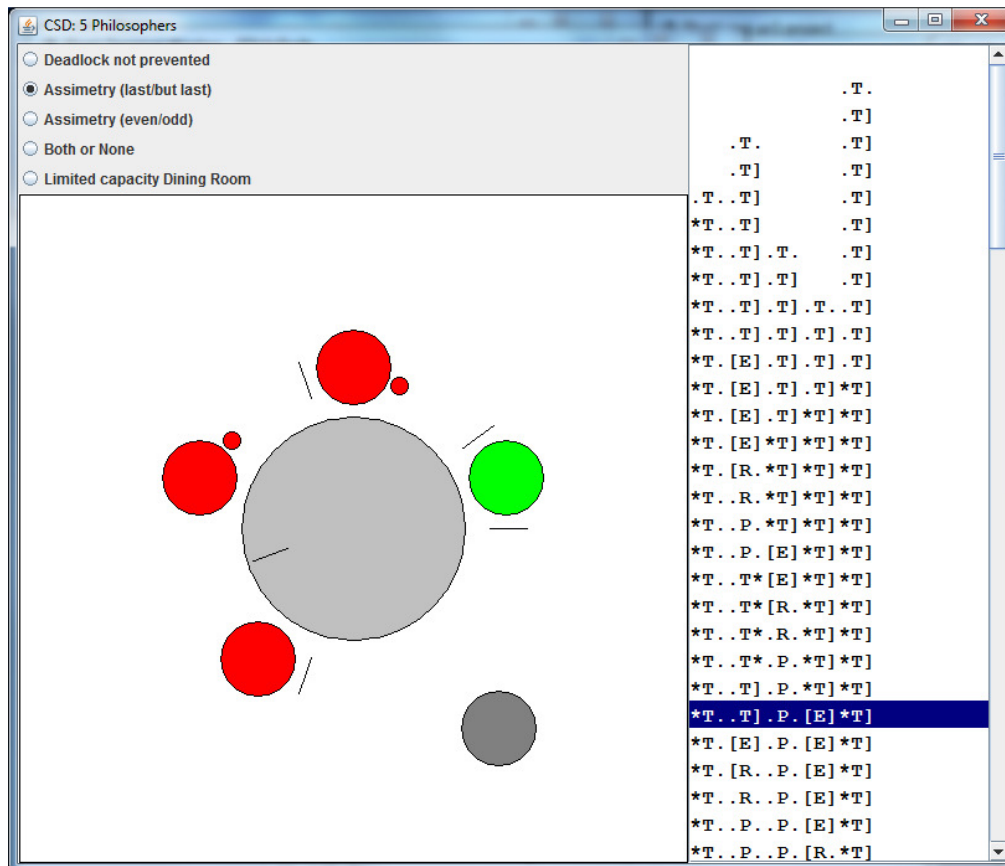 CSD: 5 Philosophers
Deadlock not prevented
Assimetry (last/but last)
Assimetry (even/odd)
Both or None
Limited capacity Dining Room
.T.
.T]
.T. .T]
.T] .T]
.T..T] .T]
*T..T] .T]
*T..T].T. .T]
*T..T].T] .T]
*T..T].T].T..T]
*T..T].T].T].T]
*T.[E].T].T].T]
*T.[E].T].T]*T]
*T.[E].T]*T]*T]
*T.[E]*T]*T]*T]
*T.[R.*T]*T]*T]
*T..R.*T]*T]*T]
*T..P.*T]*T]*T]
*T..P.[E]*T]*T]
*T..T*[E]*T]*T]
*T..T*[R.*T]*T]
*T..T*.R.*T]*T]
*T..T*.P.*T]*T]
*T..T].P.*T]*T]
*T..T].P.[E]*T]
*T.[E].P.[E]*T]
*T.[R..P.[E]*T]
*T..R..P.[E]*T]
*T..P..P.[E]*T]
*T..P..P.[R.*T]